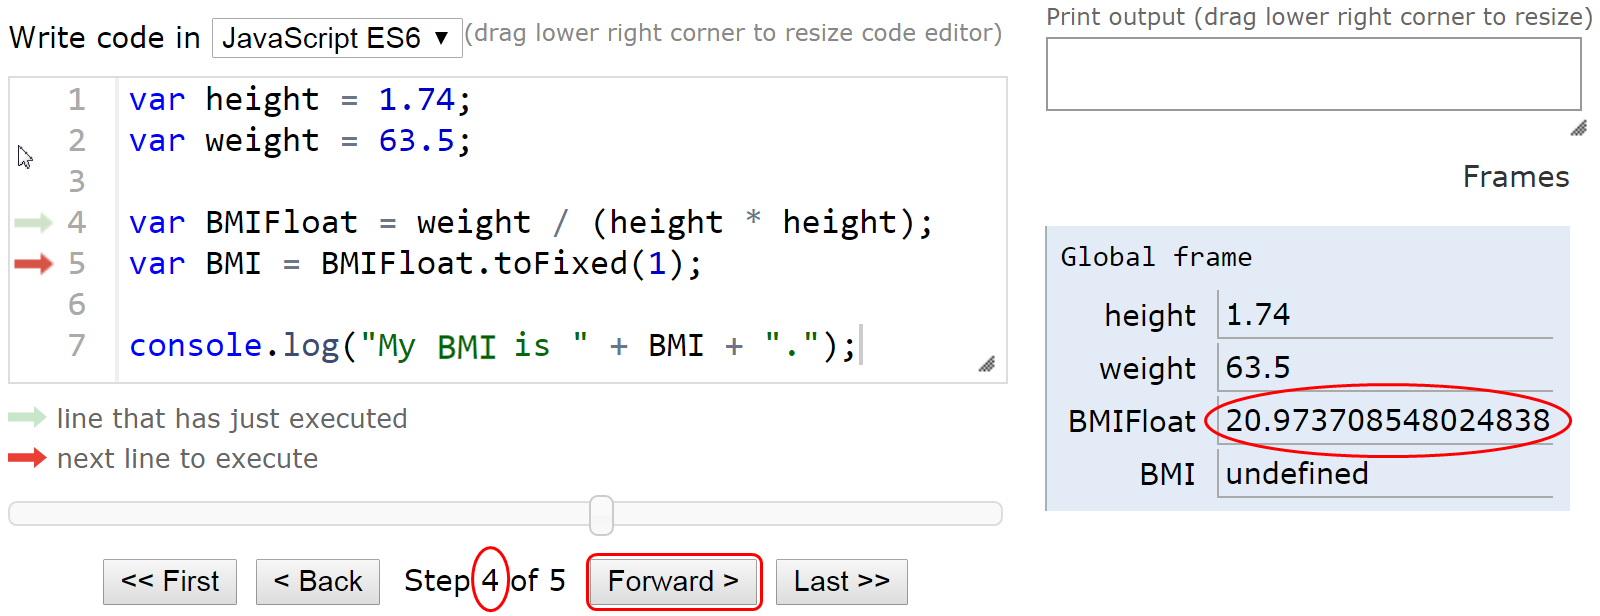 Write code in JavaScript ES6 ▼ (drag lower right corner to resize code editor)
1 var height = 1.74;
2 var weight = 63.5;
3
4 var BMIFloat = weight / (height * height);
5 var BMI = BMIFloat.toFixed(1);
6
7 console.log("My BMI is " + BMI + ".");
line that has just executed
next line to execute
<< First < Back Step 4 of 5 Forward > Last >>
Print output (drag lower right corner to resize)
Frames
Global frame
height 1.74
weight 63.5
BMIFloat 20.973708548024838
BMI undefined